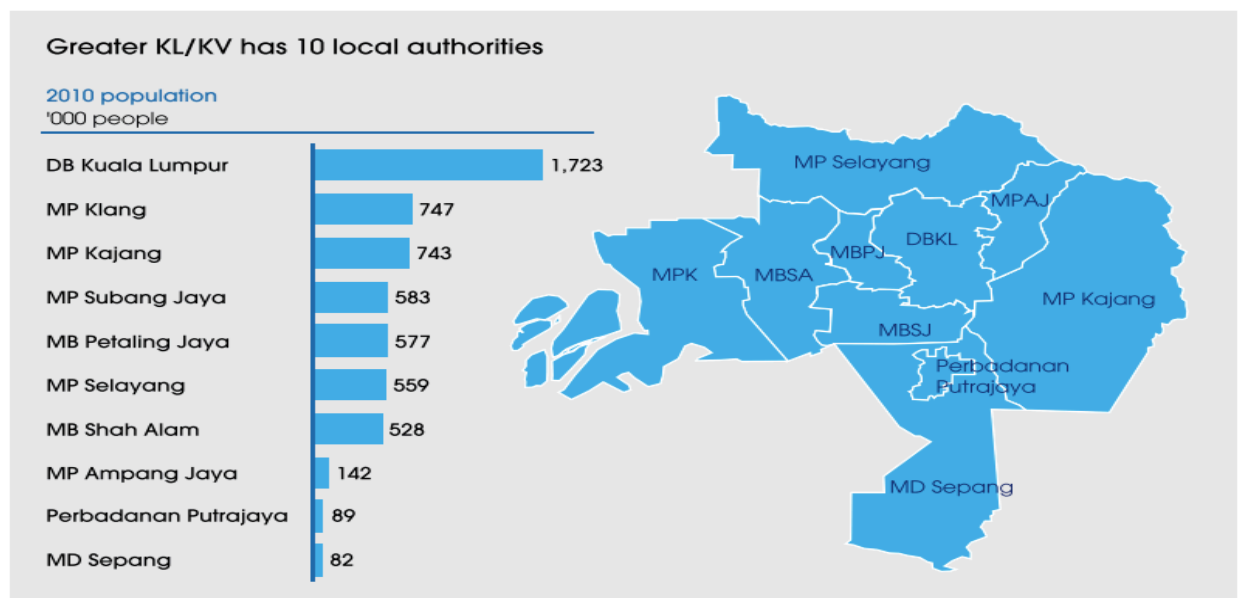 Greater KL/KV has 10 local authorities
2010 population
'000 people
DB Kuala Lumpur 1,723
MP Klang 747
MP Kajang 743
MP Subang Jaya 583
MB Petaling Jaya 577
MP Selayang 559
MB Shah Alam 528
MP Ampang Jaya 142
Perbadanan Putrajaya 89
MD Sepang 82
MP Selayang
MPAJ
DBKL
MBPJ
MPK
MBSA
MP Kajang
MBSJ
Perbadanan
Putrajaya
MD Sepang